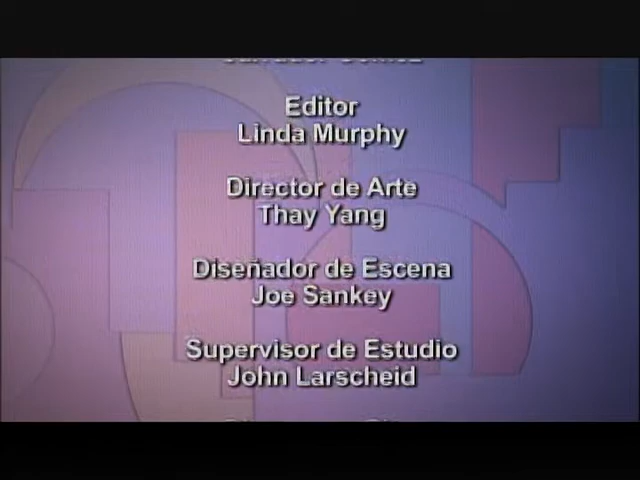 Editor
Linda Murphy
Director de Arte
Thay Yang
Diseñador de Escena
Joe Sankey
Supervisor de Estudio
John Larscheid